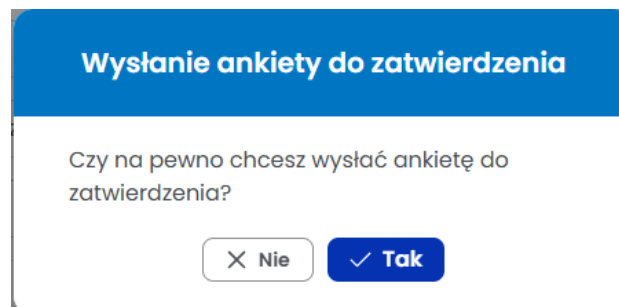 Wysłanie ankiety do zatwierdzenia
Czy na pewno chcesz wysłać ankietę do
zatwierdzenia?
Nie Tak